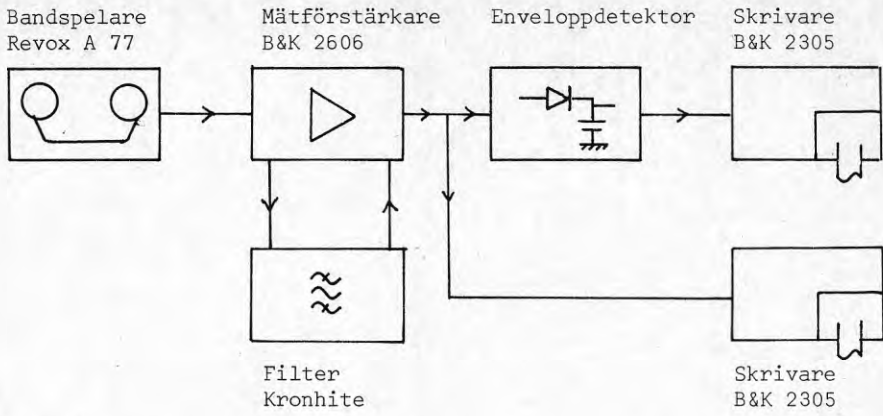 Bandspelare
Revox A 77
Mätförstärkare
B&K 2606
Enveloppdetektor
Skrivare
B&K 2305
Filter
Kronhite
Skrivare
B&K 2305